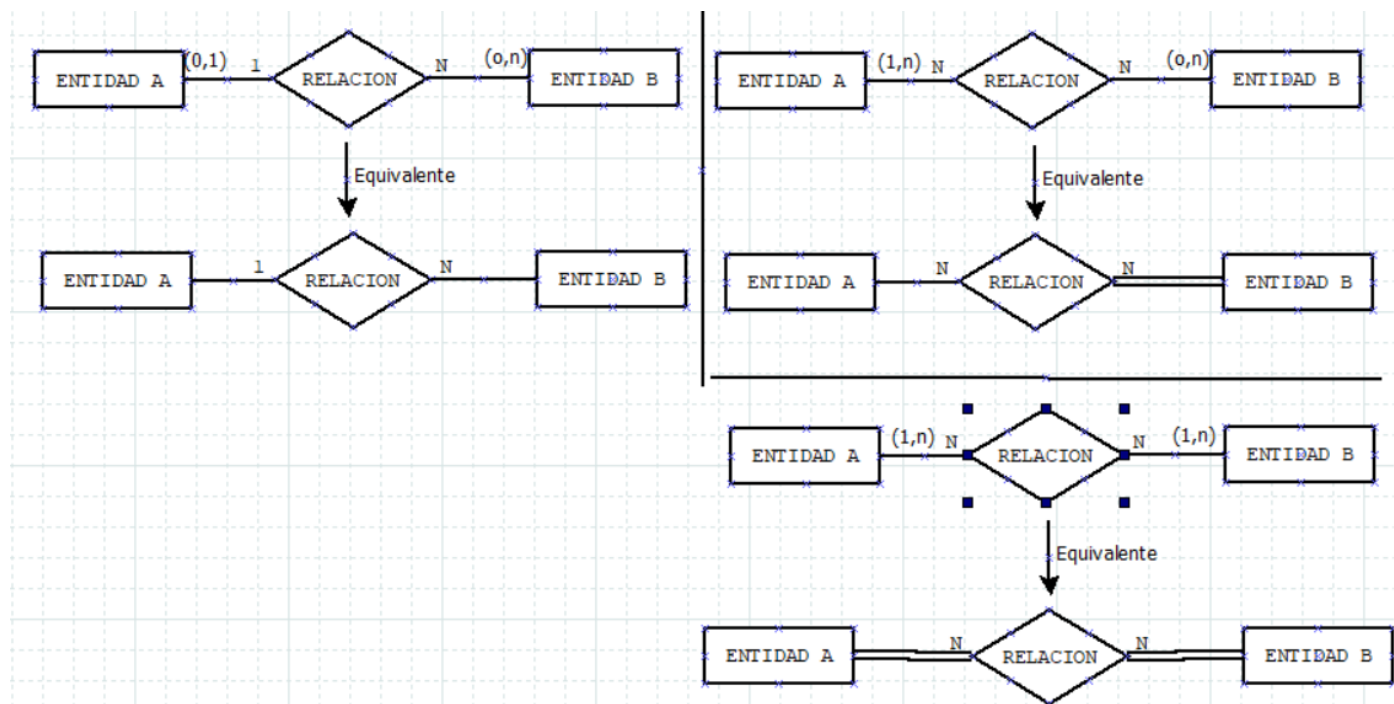 ENTIDAD A (0,1) 1 RELACION N (o,n) ENTIDAD B
Equivalente
ENTIDAD A 1 RELACION N ENTIDAD B
ENTIDAD A (1,n) N RELACION N (o,n) ENTIDAD B
Equivalente
ENTIDAD A N RELACION N ENTIDAD B
ENTIDAD A (1,n) N RELACION N (1,n) ENTIDAD B
Equivalente
ENTIDAD A N RELACION N ENTIDAD B